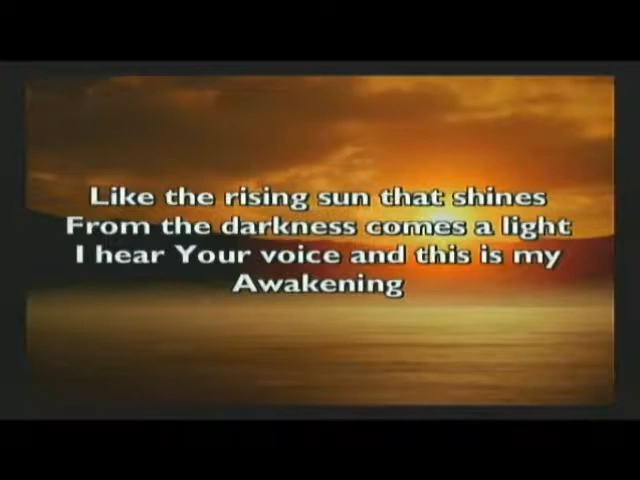 Like the rising sun that shines
From the darkness comes a light
I hear Your voice and this is my
Awakening